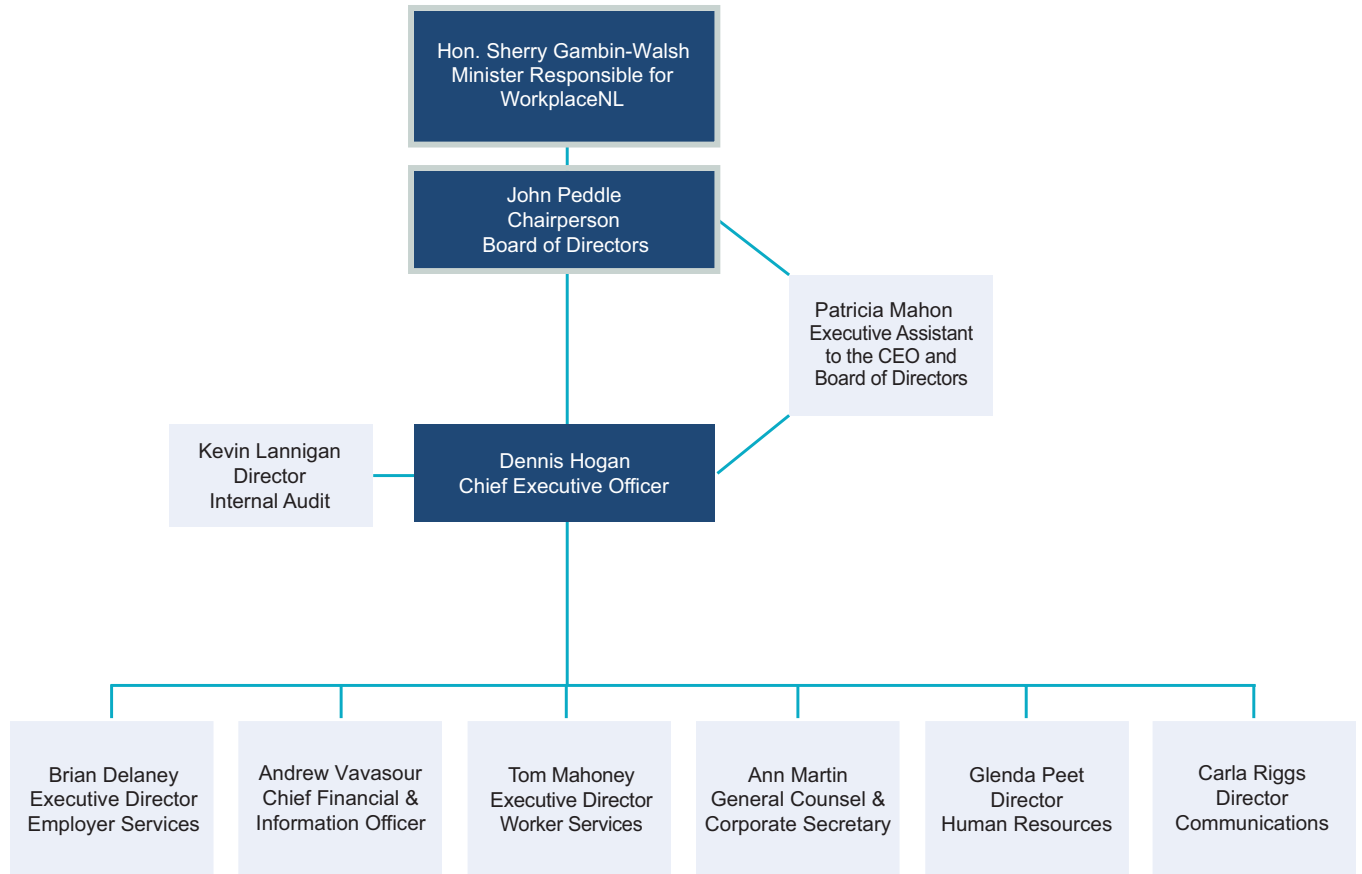 Hon. Sherry Gambin-Walsh
Minister Responsible for
WorkplaceNL
John Peddle
Chairperson
Board of Directors
Patricia Mahon
Executive Assistant
to the CEO and
Board of Directors
Kevin Lannigan
Director
Internal Audit
Dennis Hogan
Chief Executive Officer
Brian Delaney
Executive Director
Employer Services
Andrew Vavasour
Chief Financial &
Information Officer
Tom Mahoney
Executive Director
Worker Services
Ann Martin
General Counsel &
Corporate Secretary
Glenda Peet
Director
Human Resources
Carla Riggs
Director
Communications